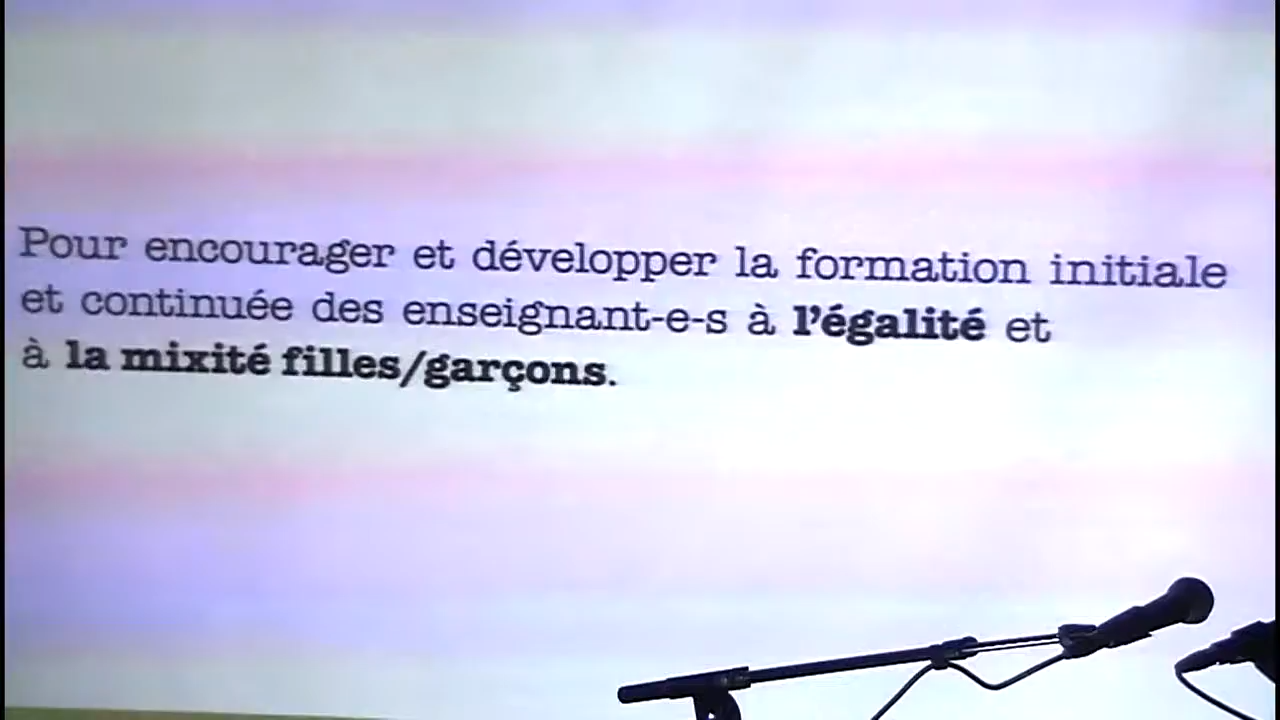 Pour encourager et développer la formation initiale
et continuée des enseignant-e-s à l'égalité et
à la mixité filles/garçons.